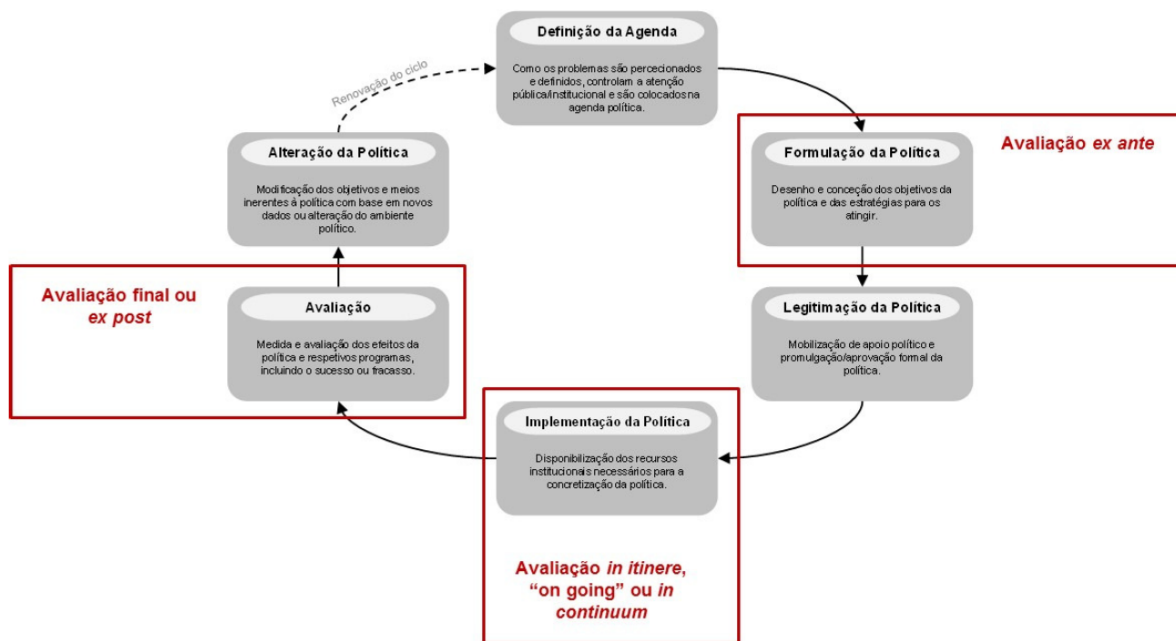 Definição da Agenda
Como os problemas são percecionados
e definidos, controlam a atenção
pública/institucional e são colocados na
agenda política.
Renovação do ciclo
Formulação da Política
Desenho e conceção dos objetivos da
política e das estratégias para os
atingir.
Avaliação ex ante
Legitimação da Política
Mobilização de apoio político e
promulgação/aprovação formal da
política.
Implementação da Política
Disponibilização dos recursos
institucionais necessários para a
concretização da política.
Avaliação in itinere,
“on going” ou in
continuum
Avaliação
Medida e avaliação dos efeitos da
política e respetivos programas,
incluindo o sucesso ou fracasso.
Avaliação final ou
ex post
Alteração da Política
Modificação dos objetivos e meios
inerentes à política com base em novos
dados ou alteração do ambiente
político.